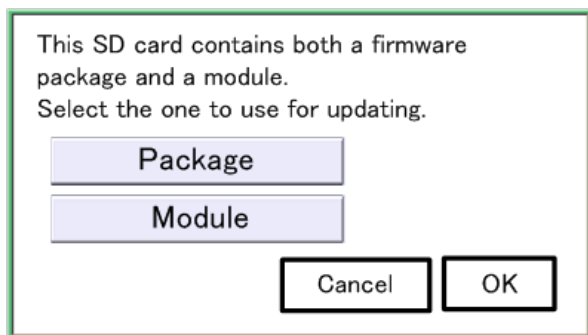 This SD card contains both a firmware
package and a module.
Select the one to use for updating.
Package
Module
Cancel OK